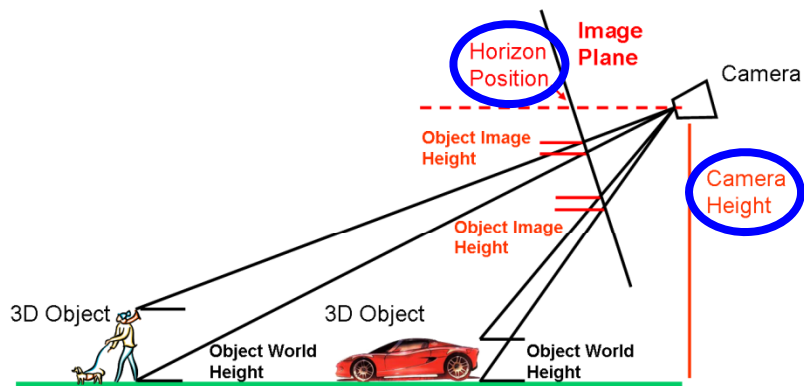 Image
Plane
Horizon
Position
Camera
Object Image
Height
Camera
Height
Object Image
Height
3D Object
3D Object
Object World
Height
Object World
Height